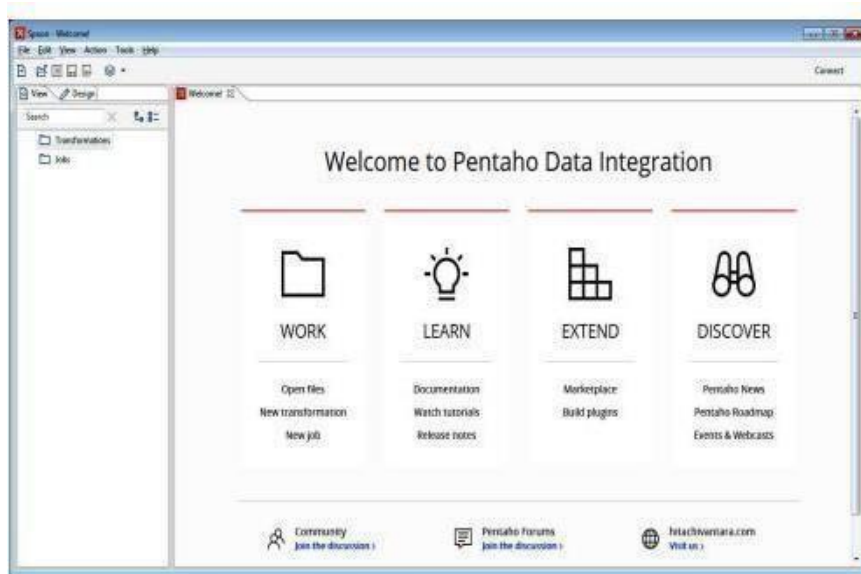 Spoon - Welcome!
File Edit View Action Tools Help
Connect
View Design
Welcome!
Search
Transformations
Jobs
Welcome to Pentaho Data Integration
WORK LEARN EXTEND DISCOVER
Open files Documentation Marketplace Pentaho News
New transformation Watch tutorials Build plugins Pentaho Roadmap
New job Release notes Events & Webcasts
Community Pentaho Forums hitachivantara.com
Join the discussion › Join the discussion › Visit us ›